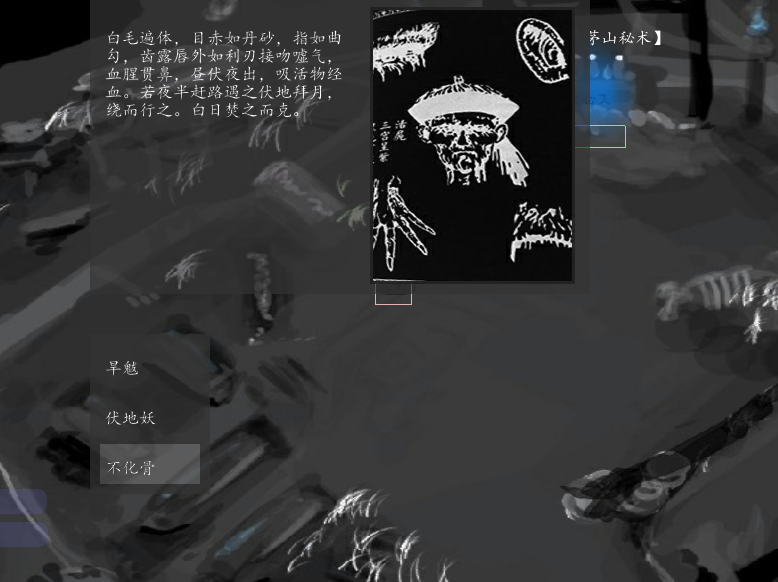 白毛遍体，目赤如丹砂，指如曲
勾，齿露唇外如利刃接吻嘘气，
血腥贯鼻，昼伏夜出，吸活物经
血。若夜半赶路遇之伏地拜月，
绕而行之。白日焚之而克。
茅山秘术】
活屍
旱魃
伏地妖
不化骨